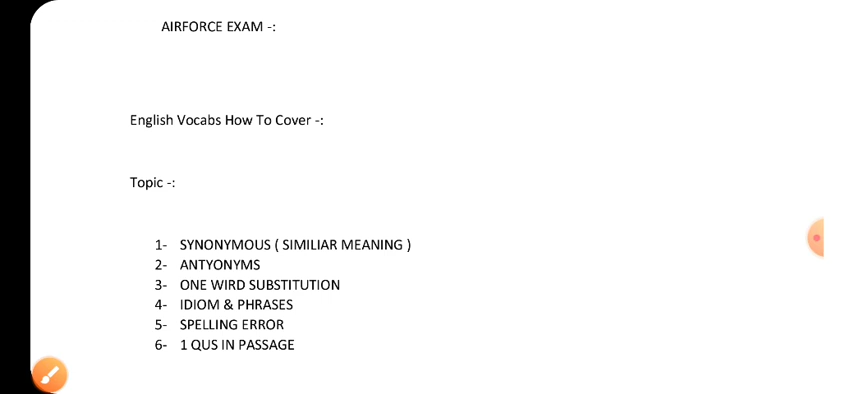 AIRFORCE EXAM -:
English Vocabs How To Cover -:
Topic -:
1- SYNONYMOUS ( SIMILIAR MEANING )
2- ANTYONYMS
3- ONE WIRD SUBSTITUTION
4- IDIOM & PHRASES
5- SPELLING ERROR
6- 1 QUS IN PASSAGE